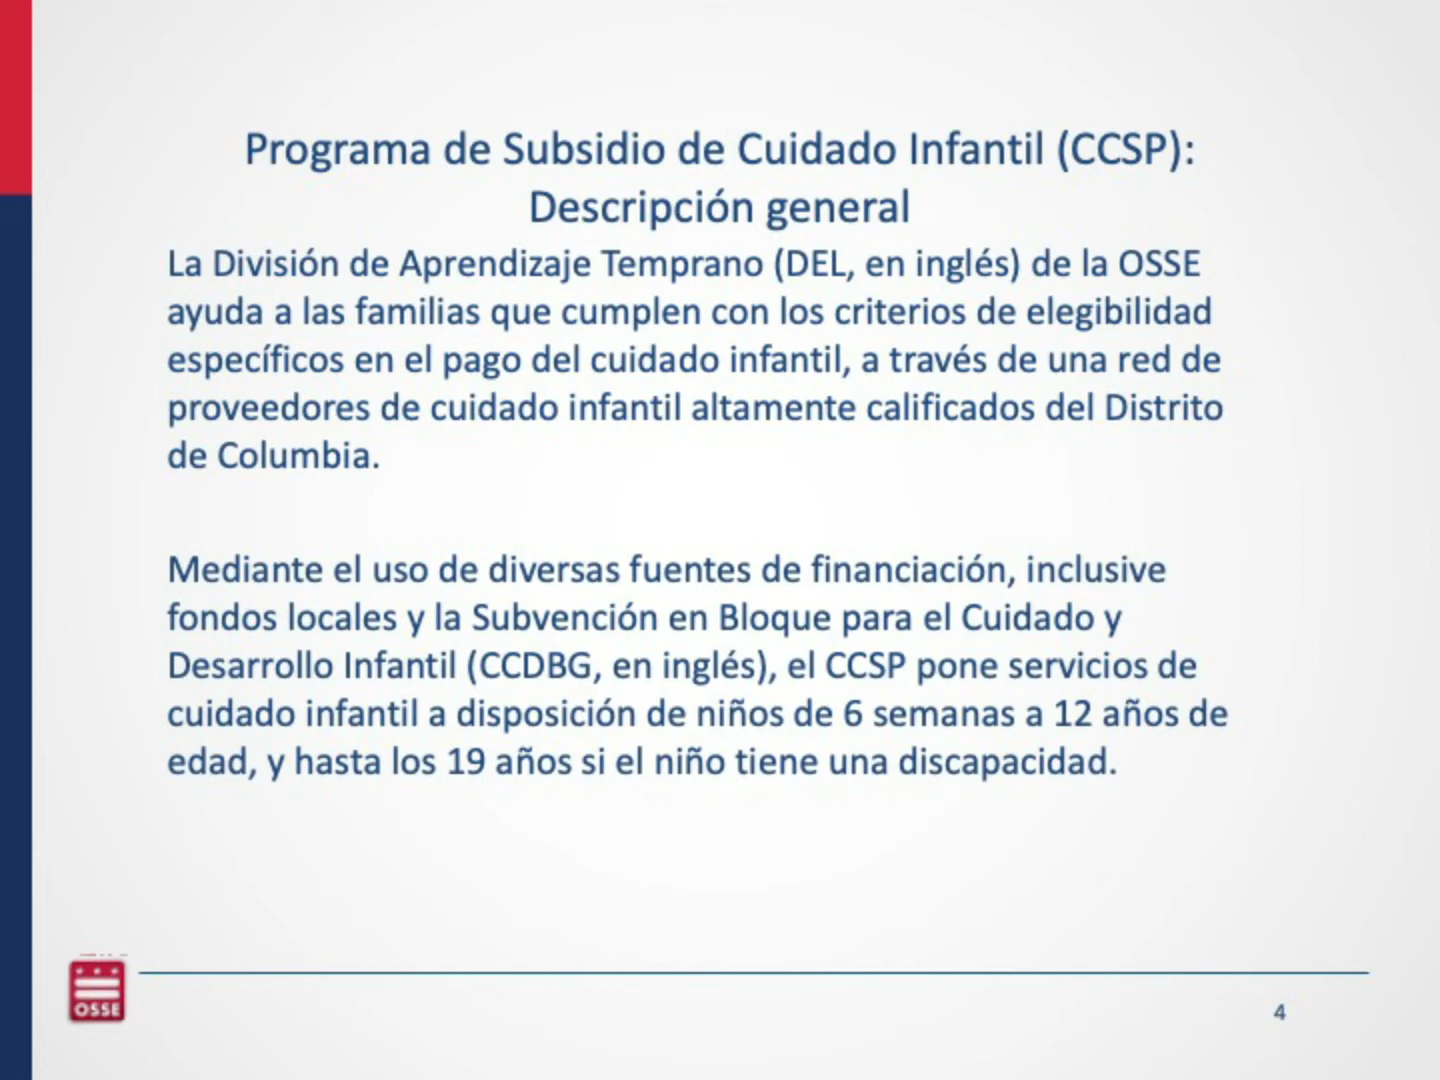 Programa de Subsidio de Cuidado Infantil (CCSP):
Descripción general
La División de Aprendizaje Temprano (DEL, en inglés) de la OSSE
ayuda a las familias que cumplen con los criterios de elegibilidad
específicos en el pago del cuidado infantil, a través de una red de
proveedores de cuidado infantil altamente calificados del Distrito
de Columbia.
Mediante el uso de diversas fuentes de financiación, inclusive
fondos locales y la Subvención en Bloque para el Cuidado y
Desarrollo Infantil (CCDBG, en inglés), el CCSP pone servicios de
cuidado infantil a disposición de niños de 6 semanas a 12 años de
edad, y hasta los 19 años si el niño tiene una discapacidad.
OSSE
4